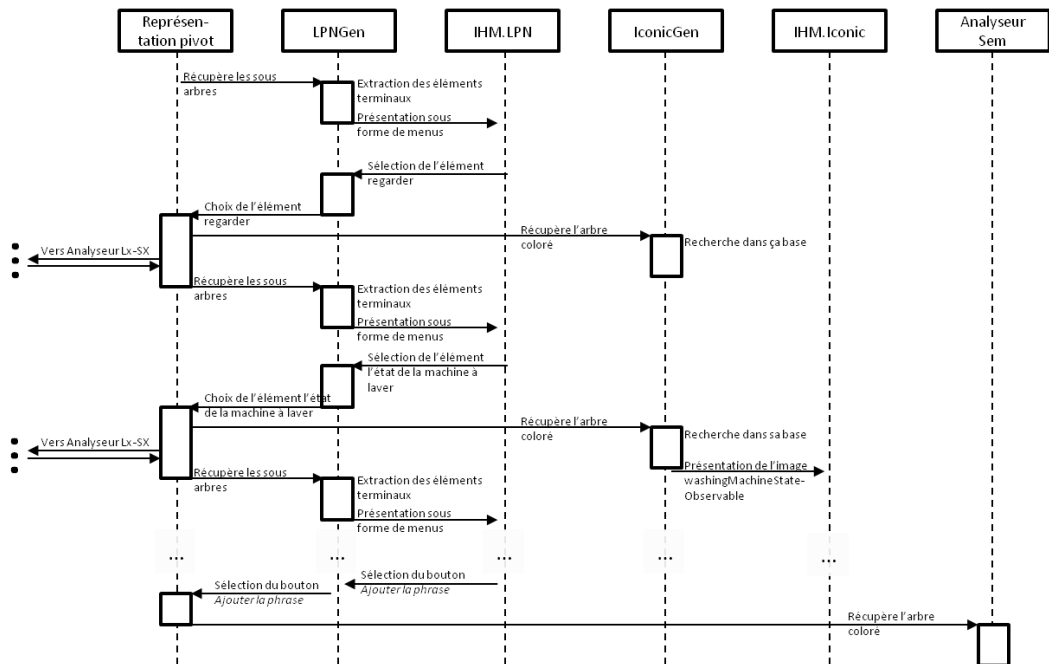 Représen-
tation pivot
LPNGen
IHM.LPN
IconicGen
IHM.Iconic
Analyseur
Sem
Récupère les sous
arbres
Extraction des éléments
terminaux
Présentation sous
forme de menus
Sélection de l'élément
regarder
Choix de l'élément
regarder
Récupère l'arbre
coloré
Recherche dans ça base
Vers Analyseur Lx-SX
Récupère les sous
arbres
Extraction des éléments
terminaux
Présentation sous
forme de menus
Sélection de l'élément
l'état de la machine à
laver
Choix de l'élément l'état
de la machine à laver
Récupère l'arbre
coloré
Recherche dans sa base
Vers Analyseur Lx-SX
Présentation de l'image
washingMachineState-
Observable
Récupère les sous
arbres
Extraction des éléments
terminaux
Présentation sous
forme de menus
... ... ... ... ...
Sélection du bouton
Ajouter la phrase
Sélection du bouton
Ajouter la phrase
Récupère l'arbre
coloré